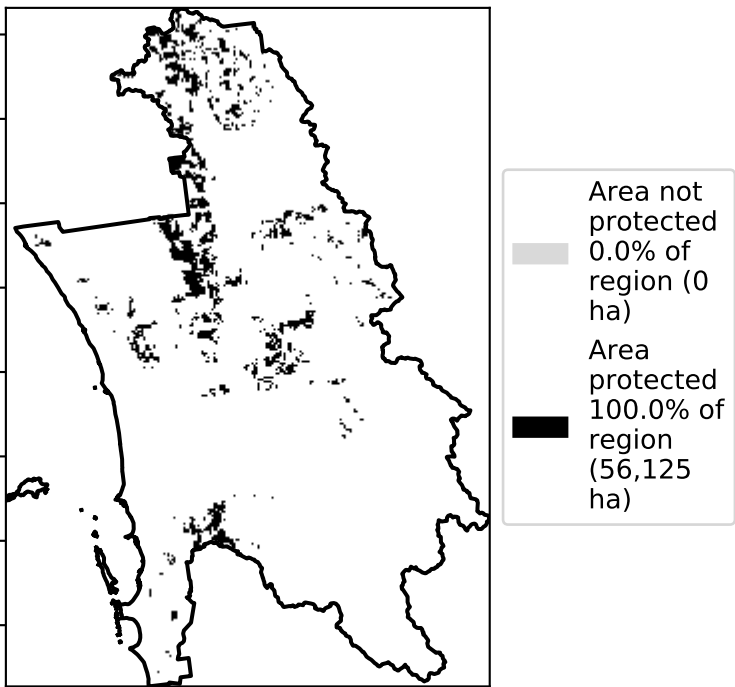 Area not
protected
0.0% of
region (0
ha)
Area
protected
100.0% of
region
(56,125
ha)